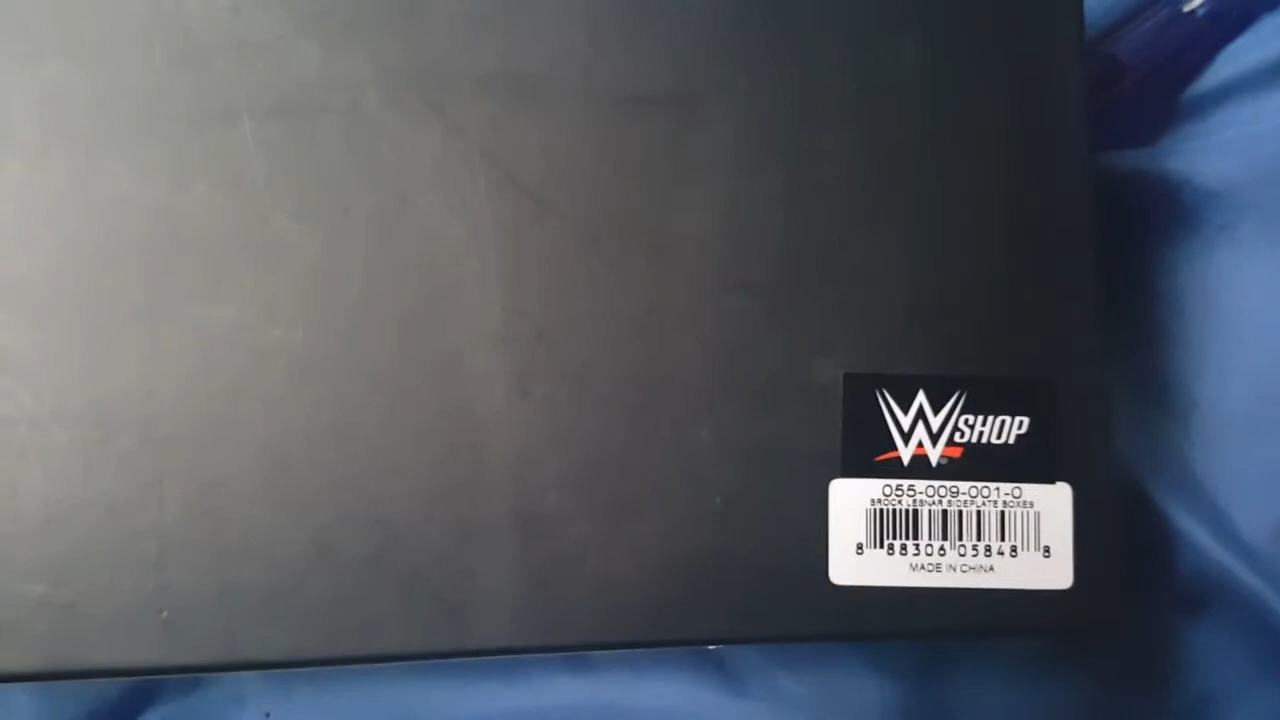 W SHOP
055-009-001-0
BROCK LESNAR SIDEPLATE BOXES
8 88306 05848 8
MADE IN CHINA